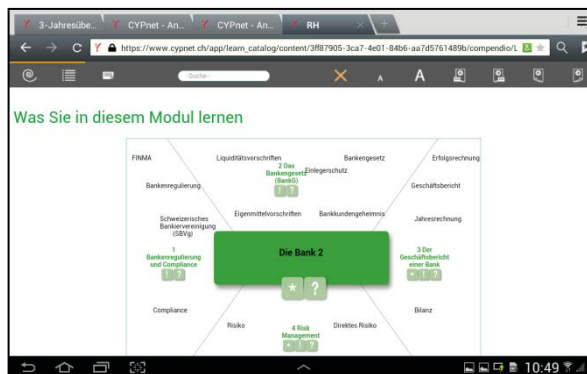 3-Jahresübe...
CYPnet - An...
CYPnet - An...
RH
https://www.cypnet.ch/app/learn_catalog/content/3ff87905-3ca7-4e01-84b6-aa7d5761489b/compendio/L
-Suche-
A
A
Was Sie in diesem Modul lernen
FINMA
Liquiditätsvorschriften
Bankengesetz
Erfolgsrechnung
2 Das
Bankengesetz
(BankG)
Einlegerschutz
! ?
Bankenregulierung
Geschäftsbericht
Schweizerisches
Bankiervereinigung
(SBVg)
Eigenmittelvorschriften
Bankkundengeheimnis
Jahresrechnung
1
Bankenregulierung
und Compliance
! ?
Die Bank 2
* ?
3 Der
Geschäftsbericht
einer Bank
* ! ?
Compliance
Bilanz
Risiko
4 Risk
Management
* ! ?
Direktes Risiko
10:49